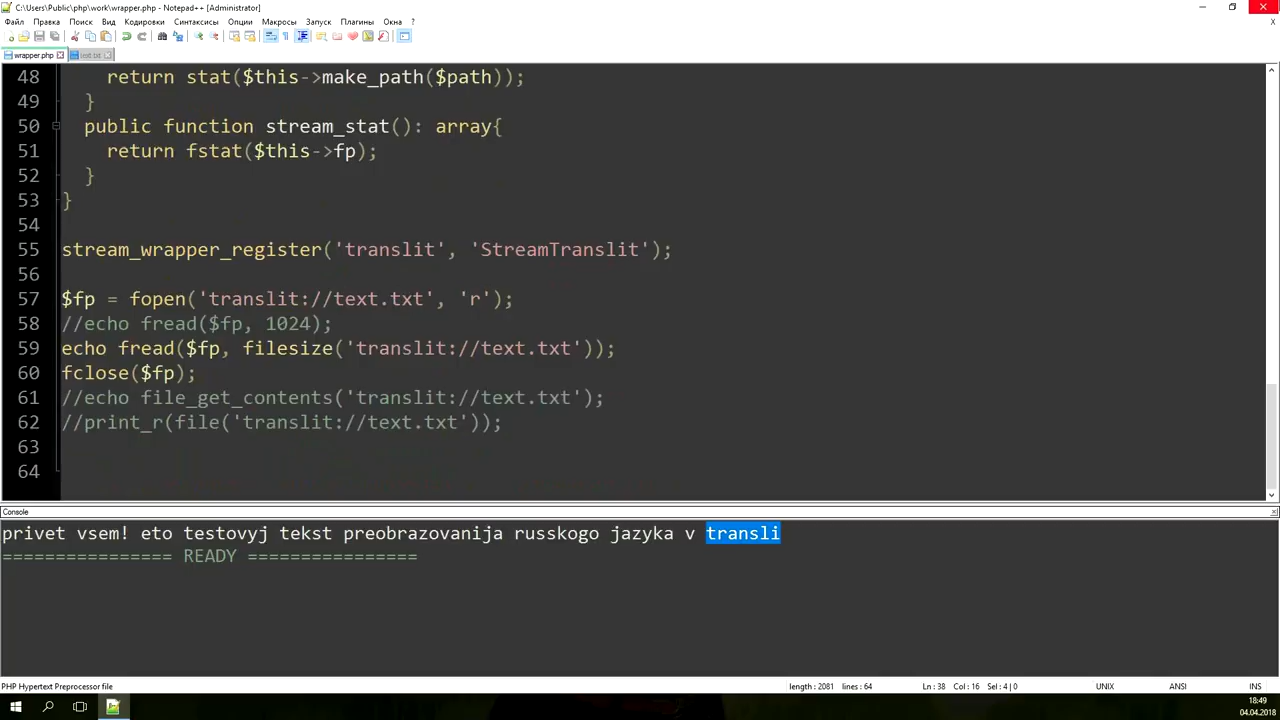 C:\Users\Public\php\work\wrapper.php - Notepad++ [Administrator]
Файл Правка Поиск Вид Кодировки Синтаксисы Опции Макросы Запуск Плагины Окна ? X
wrapper.php text.txt
48 return stat($this->make_path($path));
49 }
50 public function stream_stat(): array{
51 return fstat($this->fp);
52 }
53 }
54
55 stream_wrapper_register('translit', 'StreamTranslit');
56
57 $fp = fopen('translit://text.txt', 'r');
58 //echo fread($fp, 1024);
59 echo fread($fp, filesize('translit://text.txt'));
60 fclose($fp);
61 //echo file_get_contents('translit://text.txt');
62 //print_r(file('translit://text.txt'));
63
64
Console
privet vsem! eto testovyj tekst preobrazovanija russkogo jazyka v transli
================ READY ================
PHP Hypertext Preprocessor file length : 2081 lines : 64 Ln : 38 Col : 16 Sel : 4 | 0 UNIX ANSI INS
18:49
04.04.2018